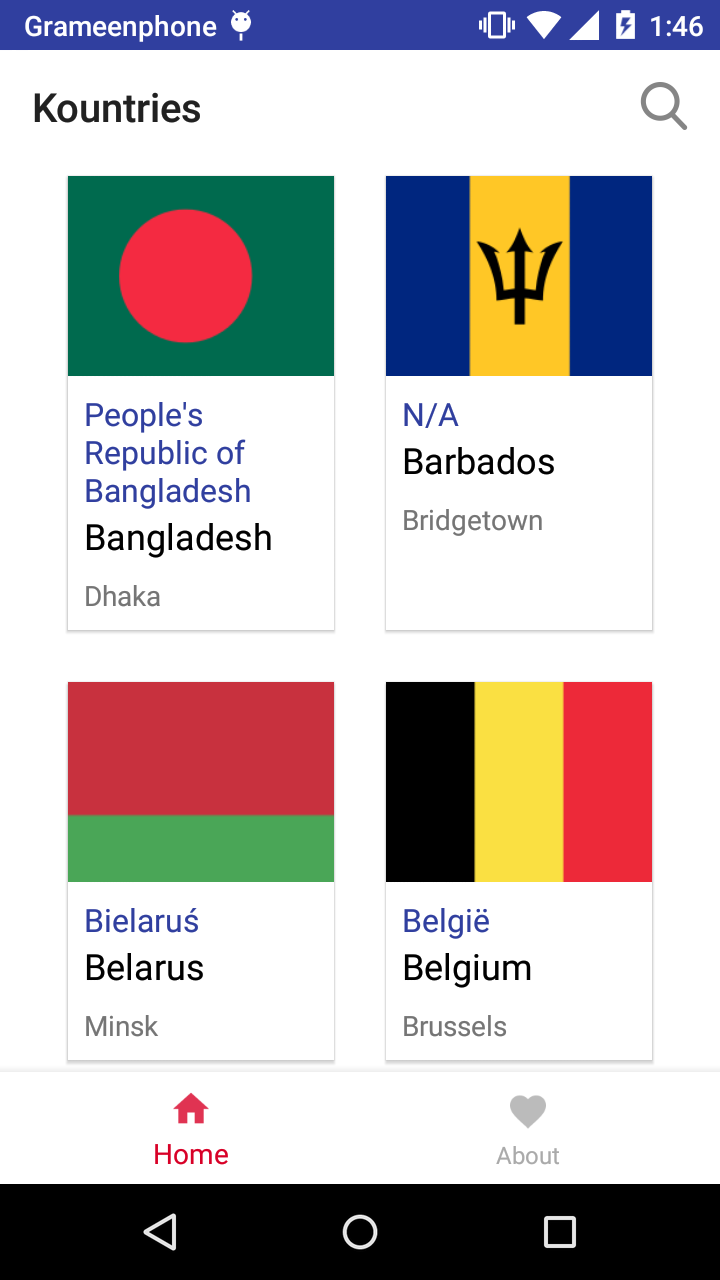 Grameenphone 1:46
Kountries
People's
Republic of
Bangladesh
Bangladesh
Dhaka
N/A
Barbados
Bridgetown
Bielaruś
Belarus
Minsk
België
Belgium
Brussels
Home
About